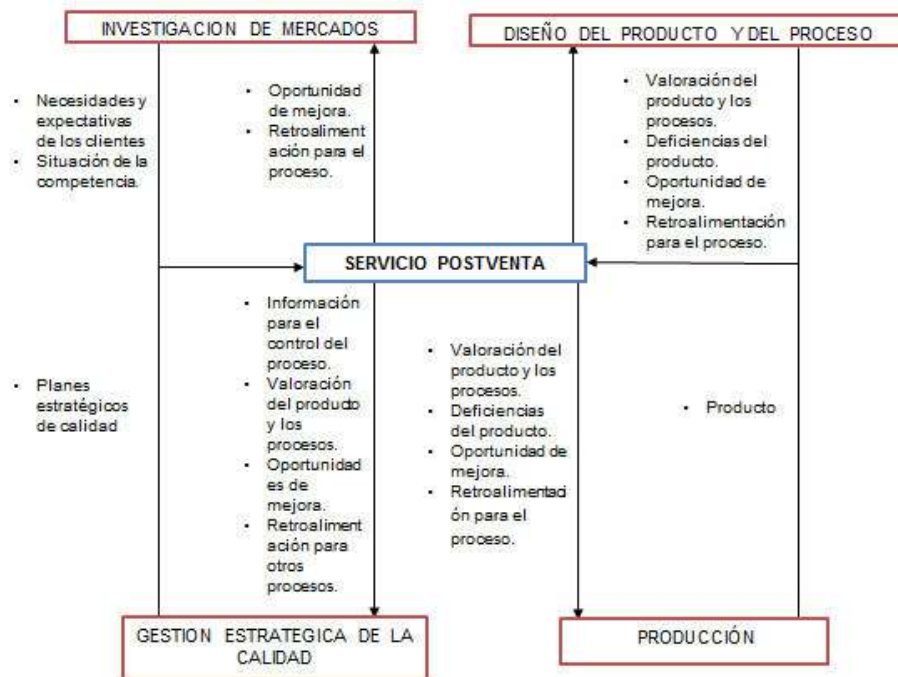 INVESTIGACION DE MERCADOS
DISEÑO DEL PRODUCTO Y DEL PROCESO
• Necesidades y
expectativas
de los clientes
• Situación de la
competencia.
• Oportunidad
de mejora.
• Retroaliment
ación para el
proceso.
• Valoración del
producto y los
procesos.
• Deficiencias del
producto.
• Oportunidad de
mejora.
• Retroalimentación
para el proceso.
SERVICIO POSTVENTA
• Planes
estratégicos
de calidad
• Información
para el
control del
proceso.
• Valoración
del producto
y los
procesos.
• Oportunidad
es de
mejora.
• Retroaliment
ación para
otros
procesos.
• Valoración del
producto y los
procesos.
• Deficiencias
del producto.
• Oportunidad de
mejora.
• Retroalimentaci
ón para el
proceso.
• Producto
GESTION ESTRATEGICA DE LA
CALIDAD
PRODUCCIÓN